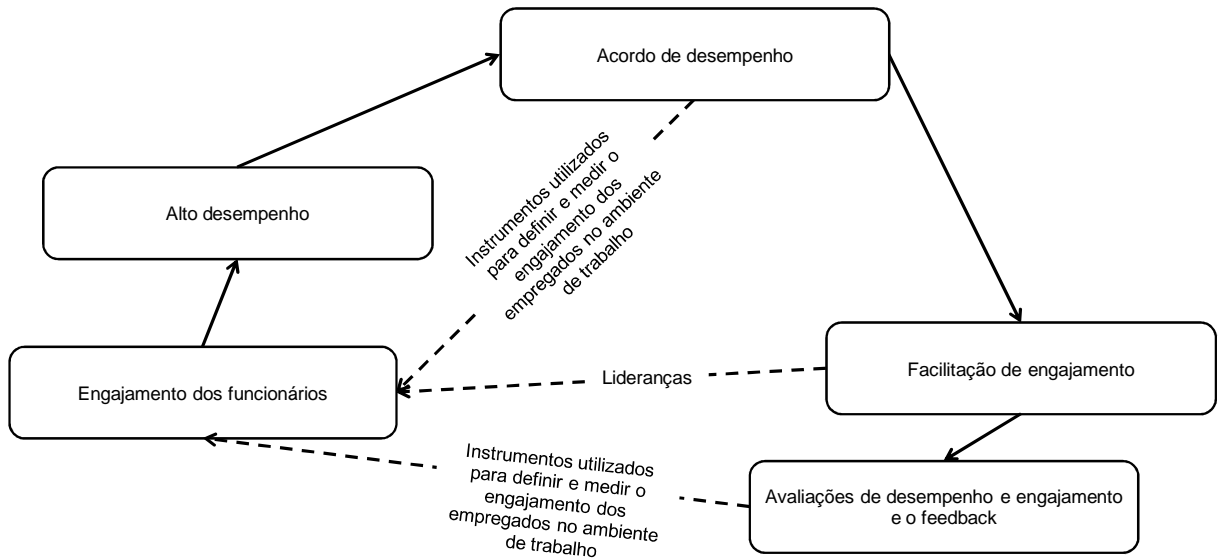 Acordo de desempenho
Alto desempenho
Instrumentos utilizados
para definir e medir o
engajamento dos
empregados no ambiente
de trabalho
Engajamento dos funcionários
Lideranças
Facilitação de engajamento
Instrumentos utilizados
para definir e medir o
engajamento dos
empregados no ambiente
de trabalho
Avaliações de desempenho e engajamento
e o feedback